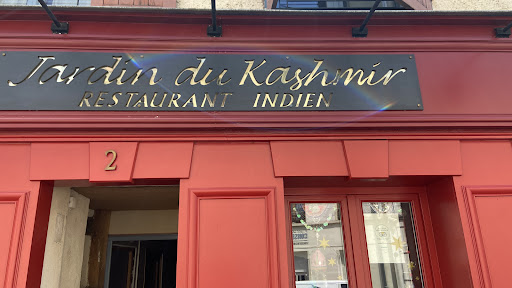 Jardin du Kashmir
RESTAURANT INDIEN
2